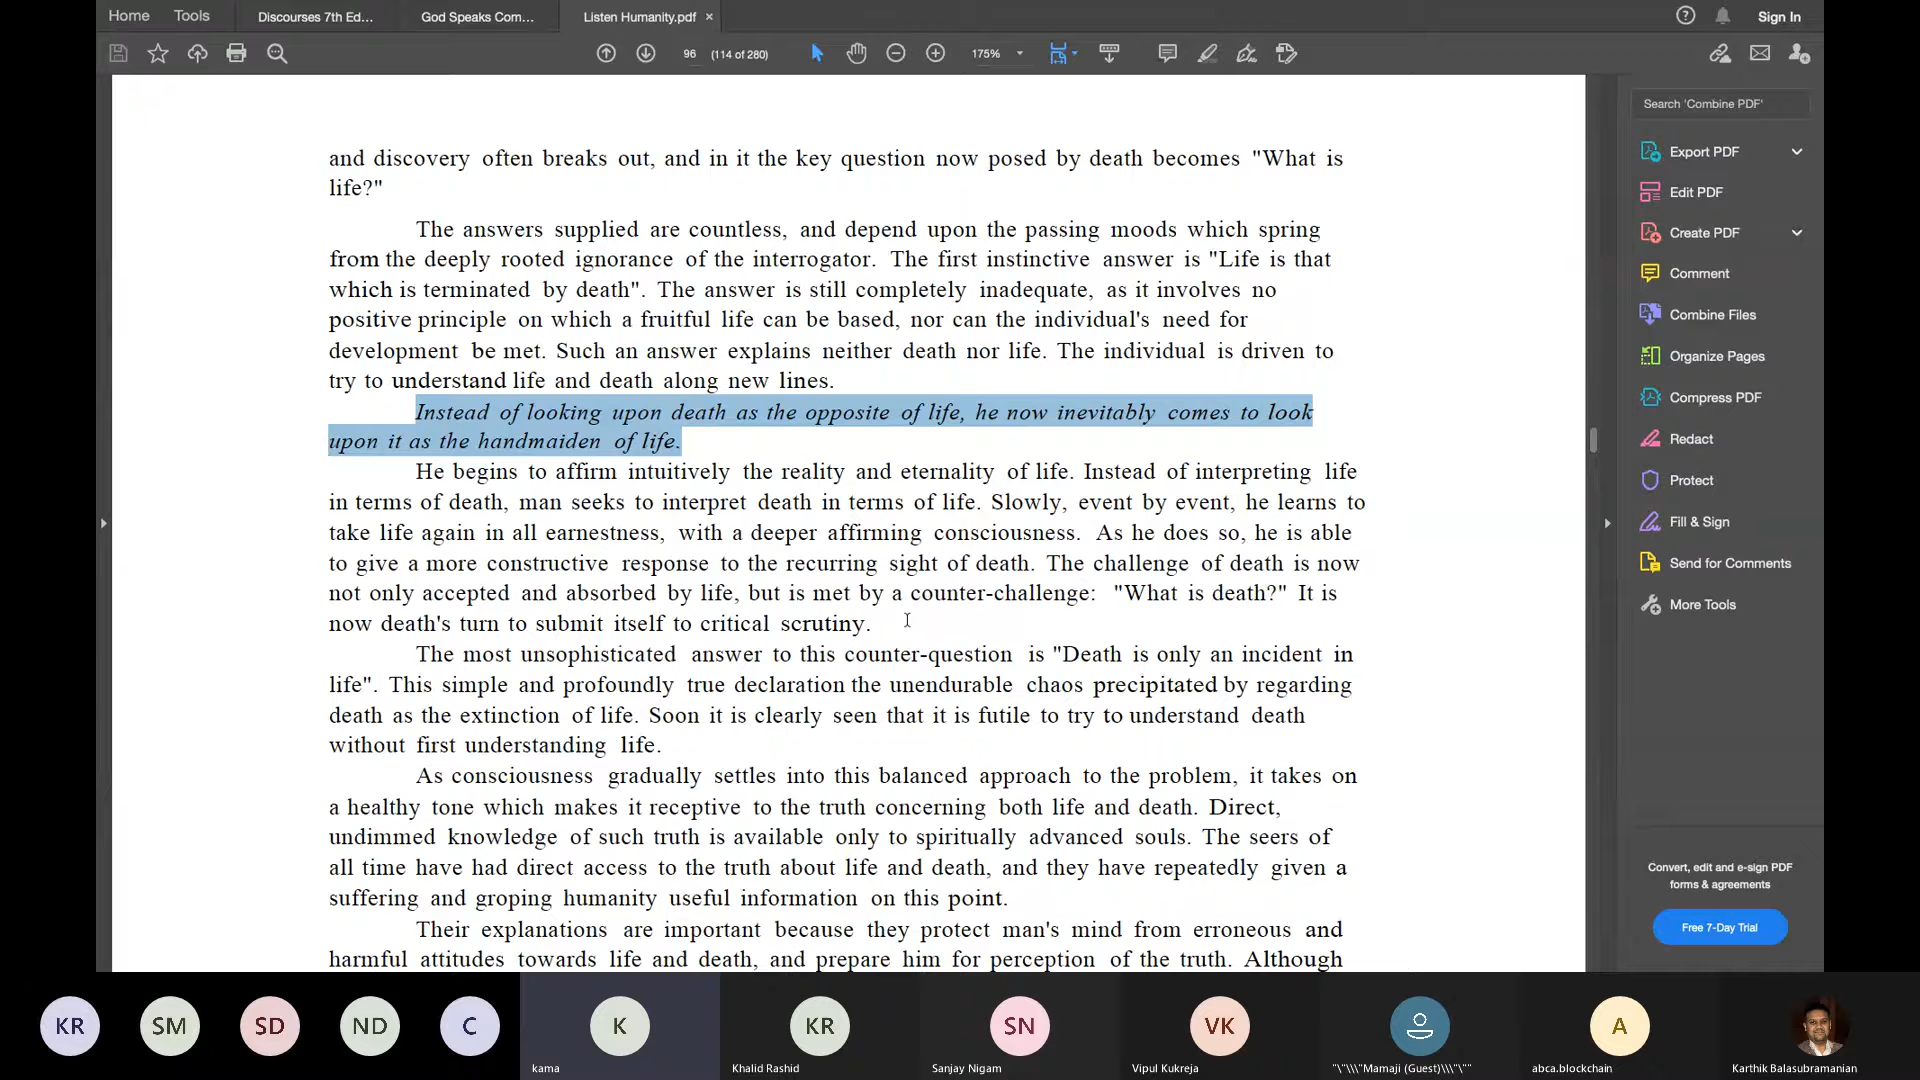 Home
Tools
Discourses 7th Ed...
God Speaks Com...
Listen Humanity.pdf
Sign In
96
(114 of 280)
175%
and discovery often breaks out, and in it the key question now posed by death becomes "What is
life?"
The answers supplied are countless, and depend upon the passing moods which spring
from the deeply rooted ignorance of the interrogator. The first instinctive answer is "Life is that
which is terminated by death". The answer is still completely inadequate, as it involves no
positive principle on which a fruitful life can be based, nor can the individual's need for
development be met. Such an answer explains neither death nor life. The individual is driven to
try to understand life and death along new lines.
Instead of looking upon death as the opposite of life, he now inevitably comes to look
upon it as the handmaiden of life.
He begins to affirm intuitively the reality and eternality of life. Instead of interpreting life
in terms of death, man seeks to interpret death in terms of life. Slowly, event by event, he learns to
take life again in all earnestness, with a deeper affirming consciousness. As he does so, he is able
to give a more constructive response to the recurring sight of death. The challenge of death is now
not only accepted and absorbed by life, but is met by a counter-challenge: "What is death?" It is
now death's turn to submit itself to critical scrutiny.
The most unsophisticated answer to this counter-question is "Death is only an incident in
life". This simple and profoundly true declaration the unendurable chaos precipitated by regarding
death as the extinction of life. Soon it is clearly seen that it is futile to try to understand death
without first understanding life.
As consciousness gradually settles into this balanced approach to the problem, it takes on
a healthy tone which makes it receptive to the truth concerning both life and death. Direct,
undimmed knowledge of such truth is available only to spiritually advanced souls. The seers of
all time have had direct access to the truth about life and death, and they have repeatedly given a
suffering and groping humanity useful information on this point.
Their explanations are important because they protect man's mind from erroneous and
harmful attitudes towards life and death, and prepare him for perception of the truth. Although
Search 'Combine PDF'
Export PDF
Edit PDF
Create PDF
Comment
Combine Files
Organize Pages
Compress PDF
Redact
Protect
Fill & Sign
Send for Comments
More Tools
Convert, edit and e-sign PDF
forms & agreements
Free 7-Day Trial
KR
SM
SD
ND
C
K
KR
SN
VK
A
kama
Khalid Rashid
Sanjay Nigam
Vipul Kukreja
"\"\\\"Mamaji (Guest)\\\"\""
abca.blockchain
Karthik Balasubramanian